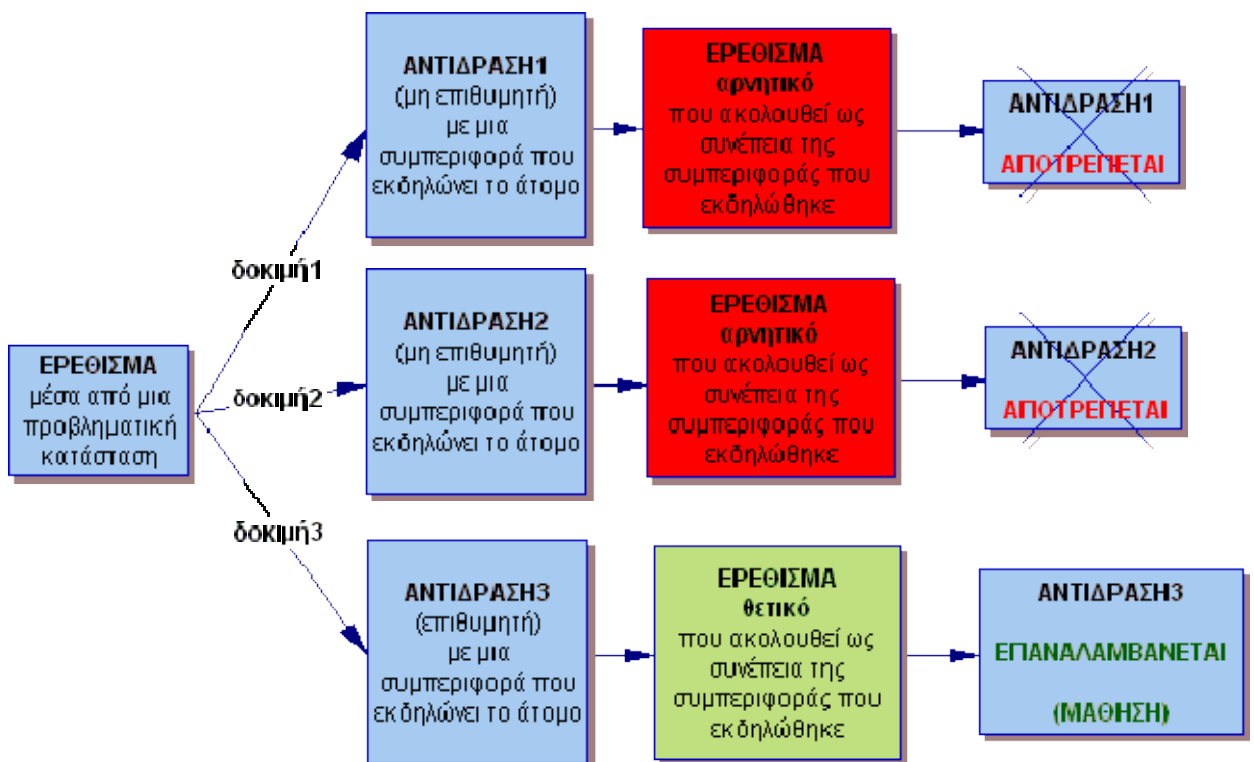 ΕΡΕΘΙΣΜΑ
μέσα από μια
προβληματική
κατάσταση
δοκιμή1
ΑΝΤΙΔΡΑΣΗ1
(μη επιθυμητή)
με μια
συμπεριφορά που
εκδηλώνει το άτομο
ΕΡΕΘΙΣΜΑ
αρνητικό
που ακολουθεί ως
συνέπεια της
συμπεριφοράς που
εκδηλώθηκε
ΑΝΤΙΔΡΑΣΗ1
ΑΠΟΤΡΕΠΕΤΑΙ
δοκιμή2
ΑΝΤΙΔΡΑΣΗ2
(μη επιθυμητή)
με μια
συμπεριφορά που
εκδηλώνει το άτομο
ΕΡΕΘΙΣΜΑ
αρνητικό
που ακολουθεί ως
συνέπεια της
συμπεριφοράς που
εκδηλώθηκε
ΑΝΤΙΔΡΑΣΗ2
ΑΠΟΤΡΕΠΕΤΑΙ
δοκιμή3
ΑΝΤΙΔΡΑΣΗ3
(επιθυμητή)
με μια
συμπεριφορά που
εκδηλώνει το άτομο
ΕΡΕΘΙΣΜΑ
θετικό
που ακολουθεί ως
συνέπεια της
συμπεριφοράς που
εκδηλώθηκε
ΑΝΤΙΔΡΑΣΗ3
ΕΠΑΝΑΛΑΜΒΑΝΕΤΑΙ
(ΜΑΘΗΣΗ)